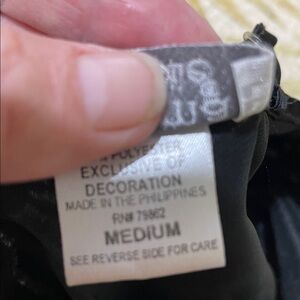 POLYESTER
EXCLUSIVE OF
DECORATION
MADE IN THE PHILIPPINES
RN# 79862
MEDIUM
SEE REVERSE SIDE FOR CARE